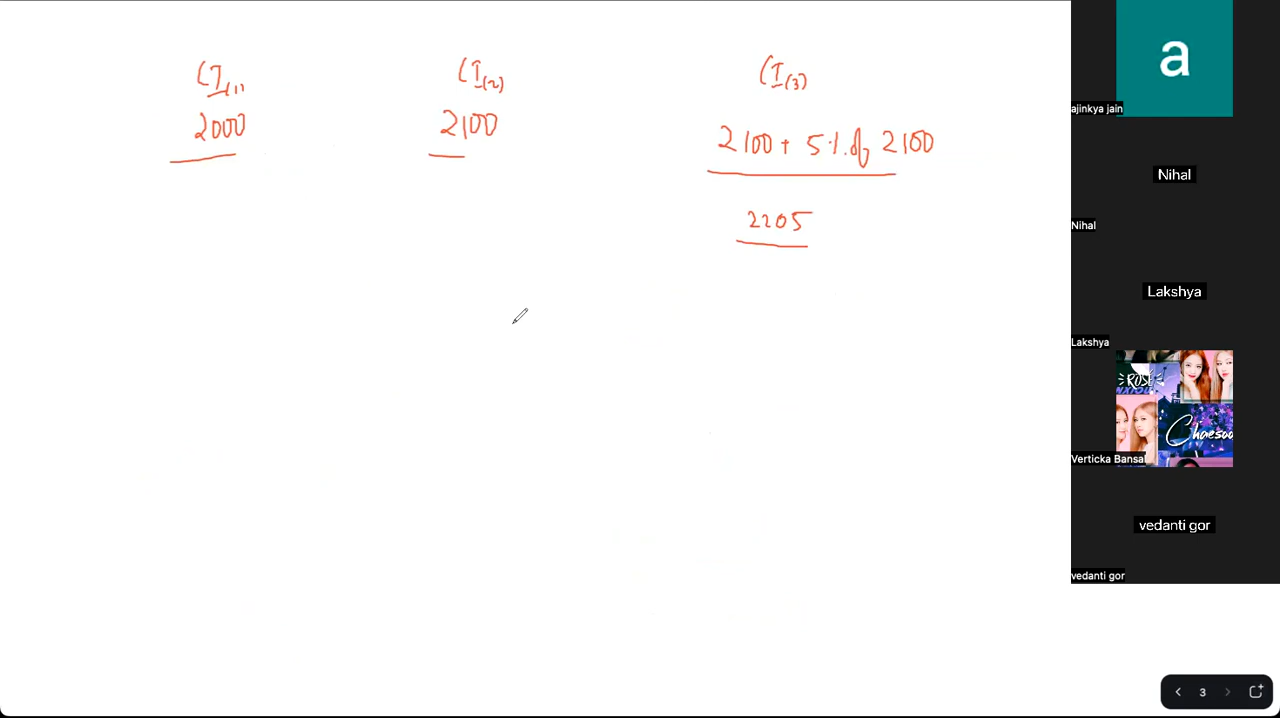 CI(1) CI(2) CI(3)
2000 2100
2100 + 5% of 2100
2205
a
ajinkya jain
Nihal
Nihal
Lakshya
Lakshya
ROSÉ
Chaesoo
Verticka Bansal
vedanti gor
vedanti gor
3